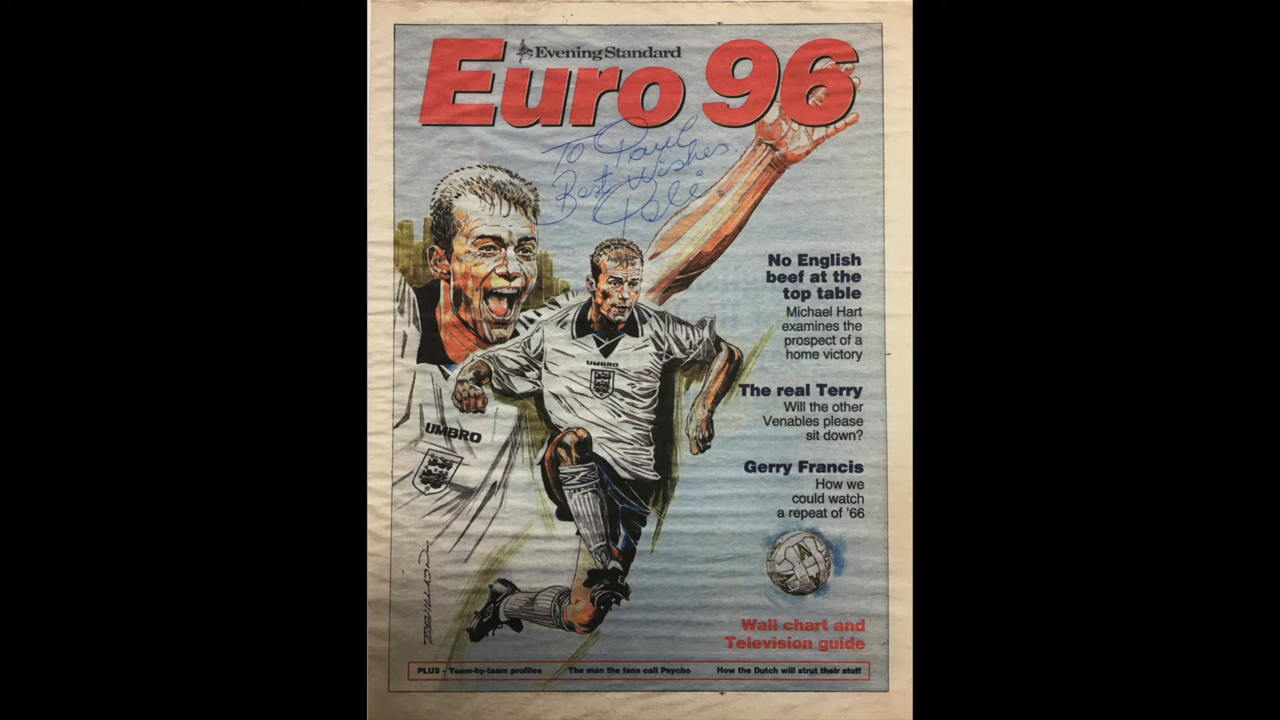 Evening Standard
Euro 96
To Paul
Best Wishes
Pelé
No English
beef at the
top table
Michael Hart
examines the
prospect of a
home victory
The real Terry
Will the other
Venables please
sit down?
Gerry Francis
How we
could watch
a repeat of '66
UMBRO
UMBRO
Wall chart and
Television guide
PLUS – Team-by-team profiles The man the fans call Psycho How the Dutch will strut their stuff